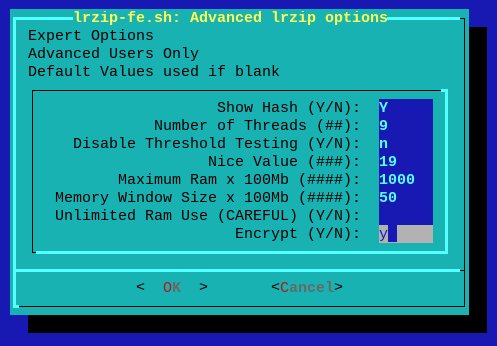 lrzip-fe.sh: Advanced lrzip options
Expert Options
Advanced Users Only
Default Values used if blank
Show Hash (Y/N): Y
Number of Threads (##): 9
Disable Threshold Testing (Y/N): n
Nice Value (###): 19
Maximum Ram x 100Mb (####): 1000
Memory Window Size x 100Mb (####): 50
Unlimited Ram Use (CAREFUL) (Y/N):
Encrypt (Y/N): y
< OK > <Cancel>